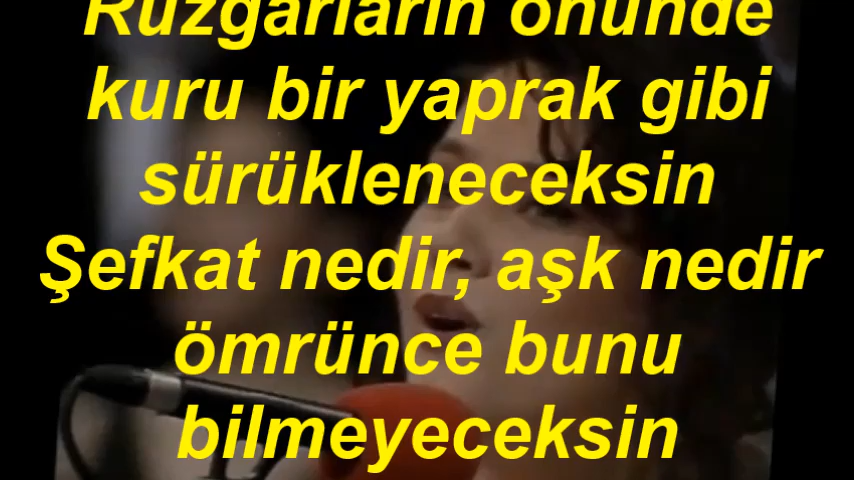 Rüzgarların önünde
kuru bir yaprak gibi
sürükleneceksin
Şefkat nedir, aşk nedir
ömrünce bunu
bilmeyeceksin